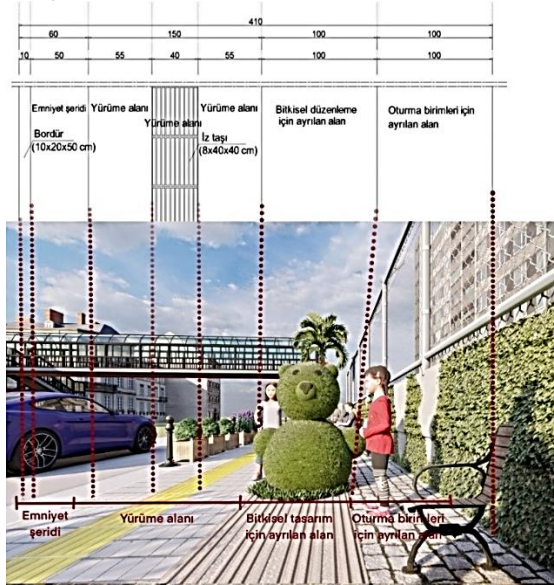 410
60 150 100 100
10 50 55 40 55 100 100
Emniyet şeridi
Yürüme alanı
Yürüme alanı
Yürüme alanı
Bitkisel düzenleme
için ayrılan alan
Oturma birimleri için
ayrılan alan
Bordür
(10x20x50 cm)
İz taşı
(8x40x40 cm)
Emniyet
şeridi
Yürüme alanı
Bitkisel tasarım
için ayrılan alan
Oturma birimleri
için ayrılan alan